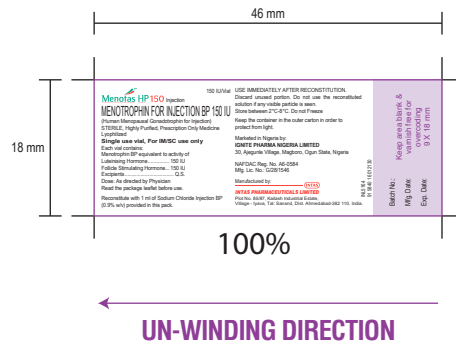 46 mm
18 mm
Menotas HP 150 Injection
150 IU/Vial
MENOTROPHIN FOR INJECTION BP 150 IU
(Human Menopausal Gonadotrophin for Injection)
STERILE, Highly Purified, Prescription Only Medicine
Lyophilized
Single use vial, For IM/SC use only
Each vial contains:
Menotrophin BP equivalent to activity of
Luteinising Hormone............ 150 IU
Follicle Stimulating Hormone.... 150 IU
Excipients........................ Q.S.
Dose: As directed by Physician.
Read the package leaflet before use.
Reconstitute with 1 ml of Sodium Chloride Injection BP
(0.9% w/v) provided in this pack.
USE IMMEDIATELY AFTER RECONSTITUTION.
Discard unused portion. Do not use the reconstituted
solution if any visible particle is seen.
Store between 2°C-8°C. Do not Freeze
Keep the container in the outer carton in order to
protect from light.
Marketed in Nigeria by:
IGNITE PHARMA NIGERIA LIMITED
30, Ajegunle Village, Magboro, Ogun State, Nigeria
NAFDAC Reg. No. A6-0584
Mfg. Lic. No.: G/28/1546
Manufactured by:
INTAS
INTAS PHARMACEUTICALS LIMITED
Plot No. 85/87, Kailash Industrial Estate,
Village - Iyava, Tal: Sanand, Dist. Ahmedabad-382 110. India.
Batch No.:
Mfg. Date:
Exp. Date:
Keep area blank &
varnish free for
overcoding
9 X 18 mm
100%
UN-WINDING DIRECTION